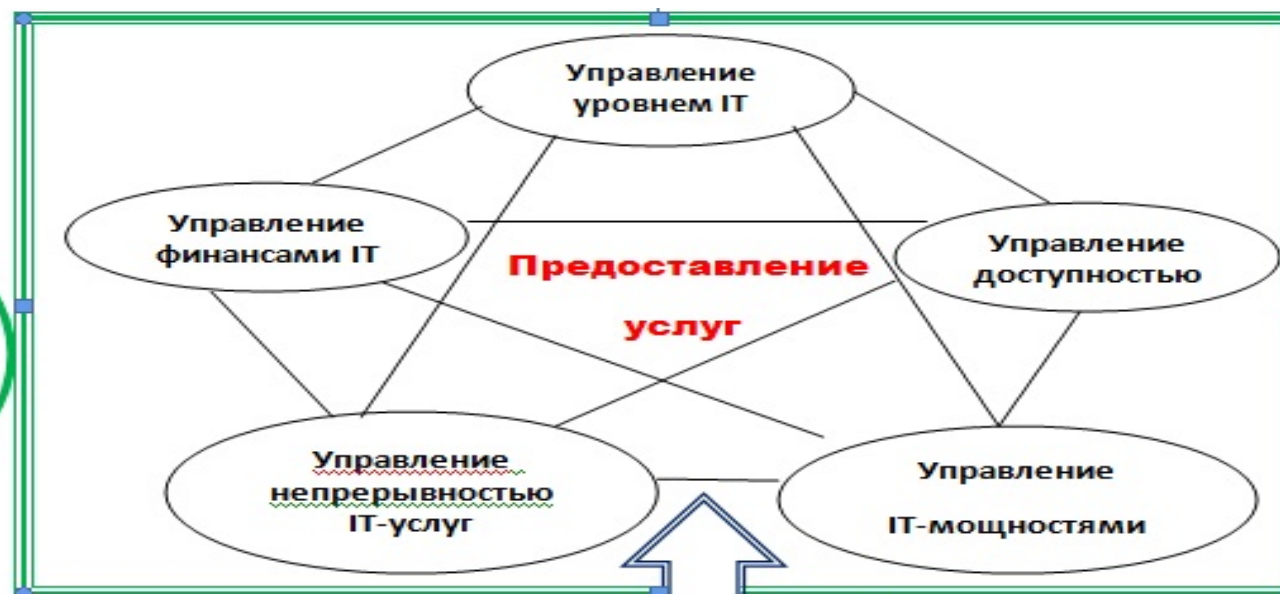 Управление
уровнем IT
Управление
финансами IT
Управление
доступностью
Предоставление
услуг
Управление
непрерывностью
IT-услуг
Управление
IT-мощностями